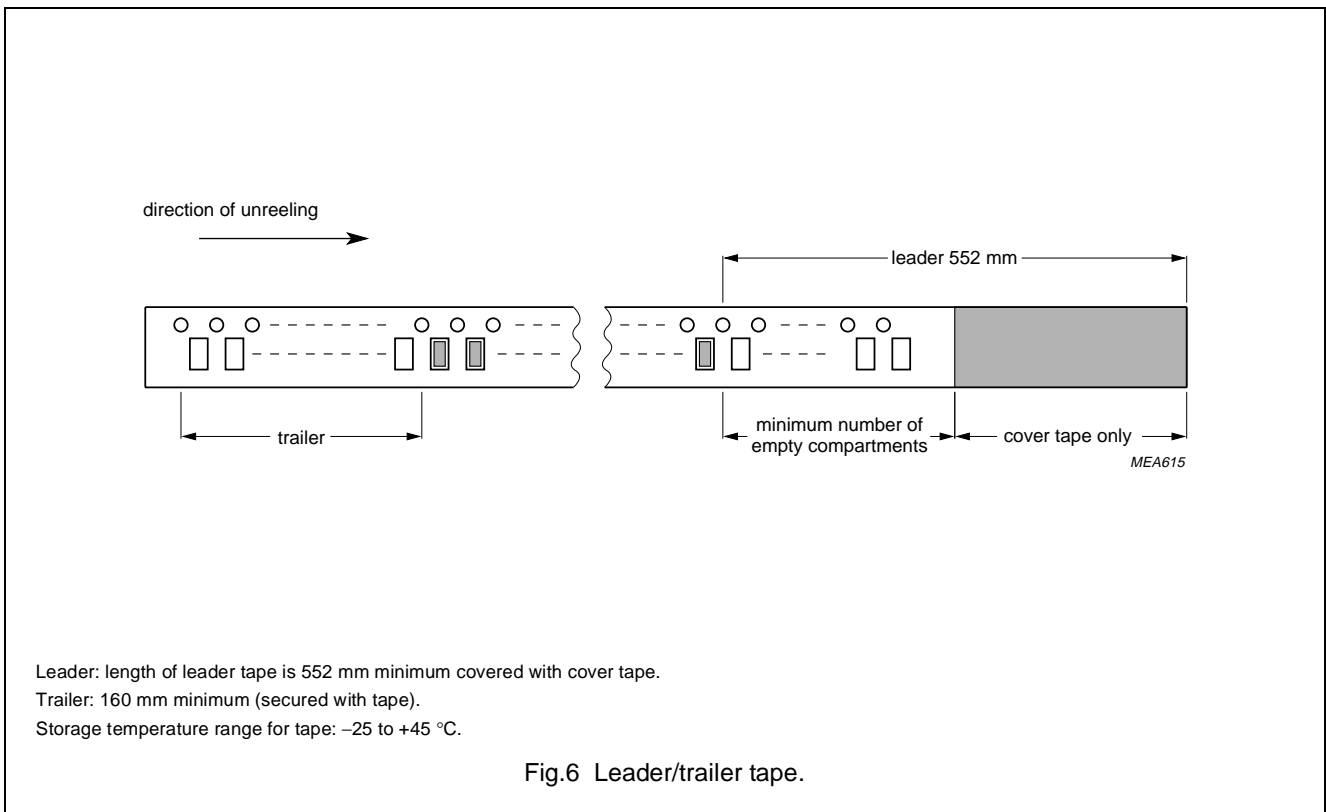 direction of unreeling
leader 552 mm
trailer
minimum number of
empty compartments
cover tape only
MEA615
Leader: length of leader tape is 552 mm minimum covered with cover tape.
Trailer: 160 mm minimum (secured with tape).
Storage temperature range for tape: −25 to +45 °C.
Fig.6 Leader/trailer tape.